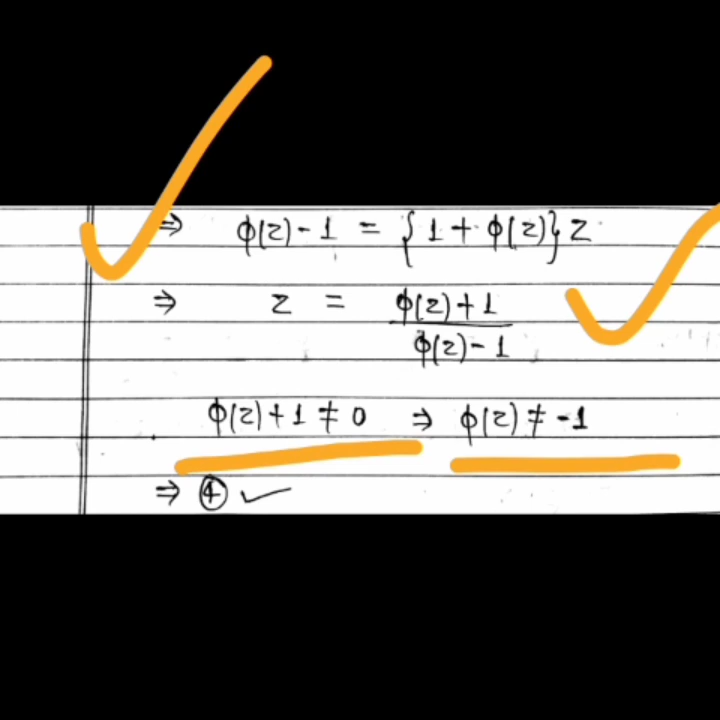 ⇒ ϕ(z) - 1 = {1 + ϕ(z)} z
⇒ z = ϕ(z) + 1 / ϕ(z) - 1
ϕ(z) + 1 ≠ 0 ⇒ ϕ(z) ≠ -1
⇒ ④ ✓